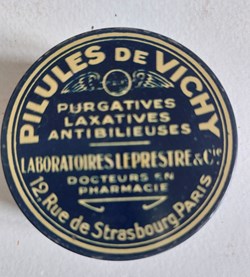 PILULES DE VICHY
PURGATIVES
LAXATIVES
ANTIBILIEUSES
LABORATOIRES LEPRESTRE & Cie
DOCTEURS EN
PHARMACIE
12, Rue de Strasbourg PARIS